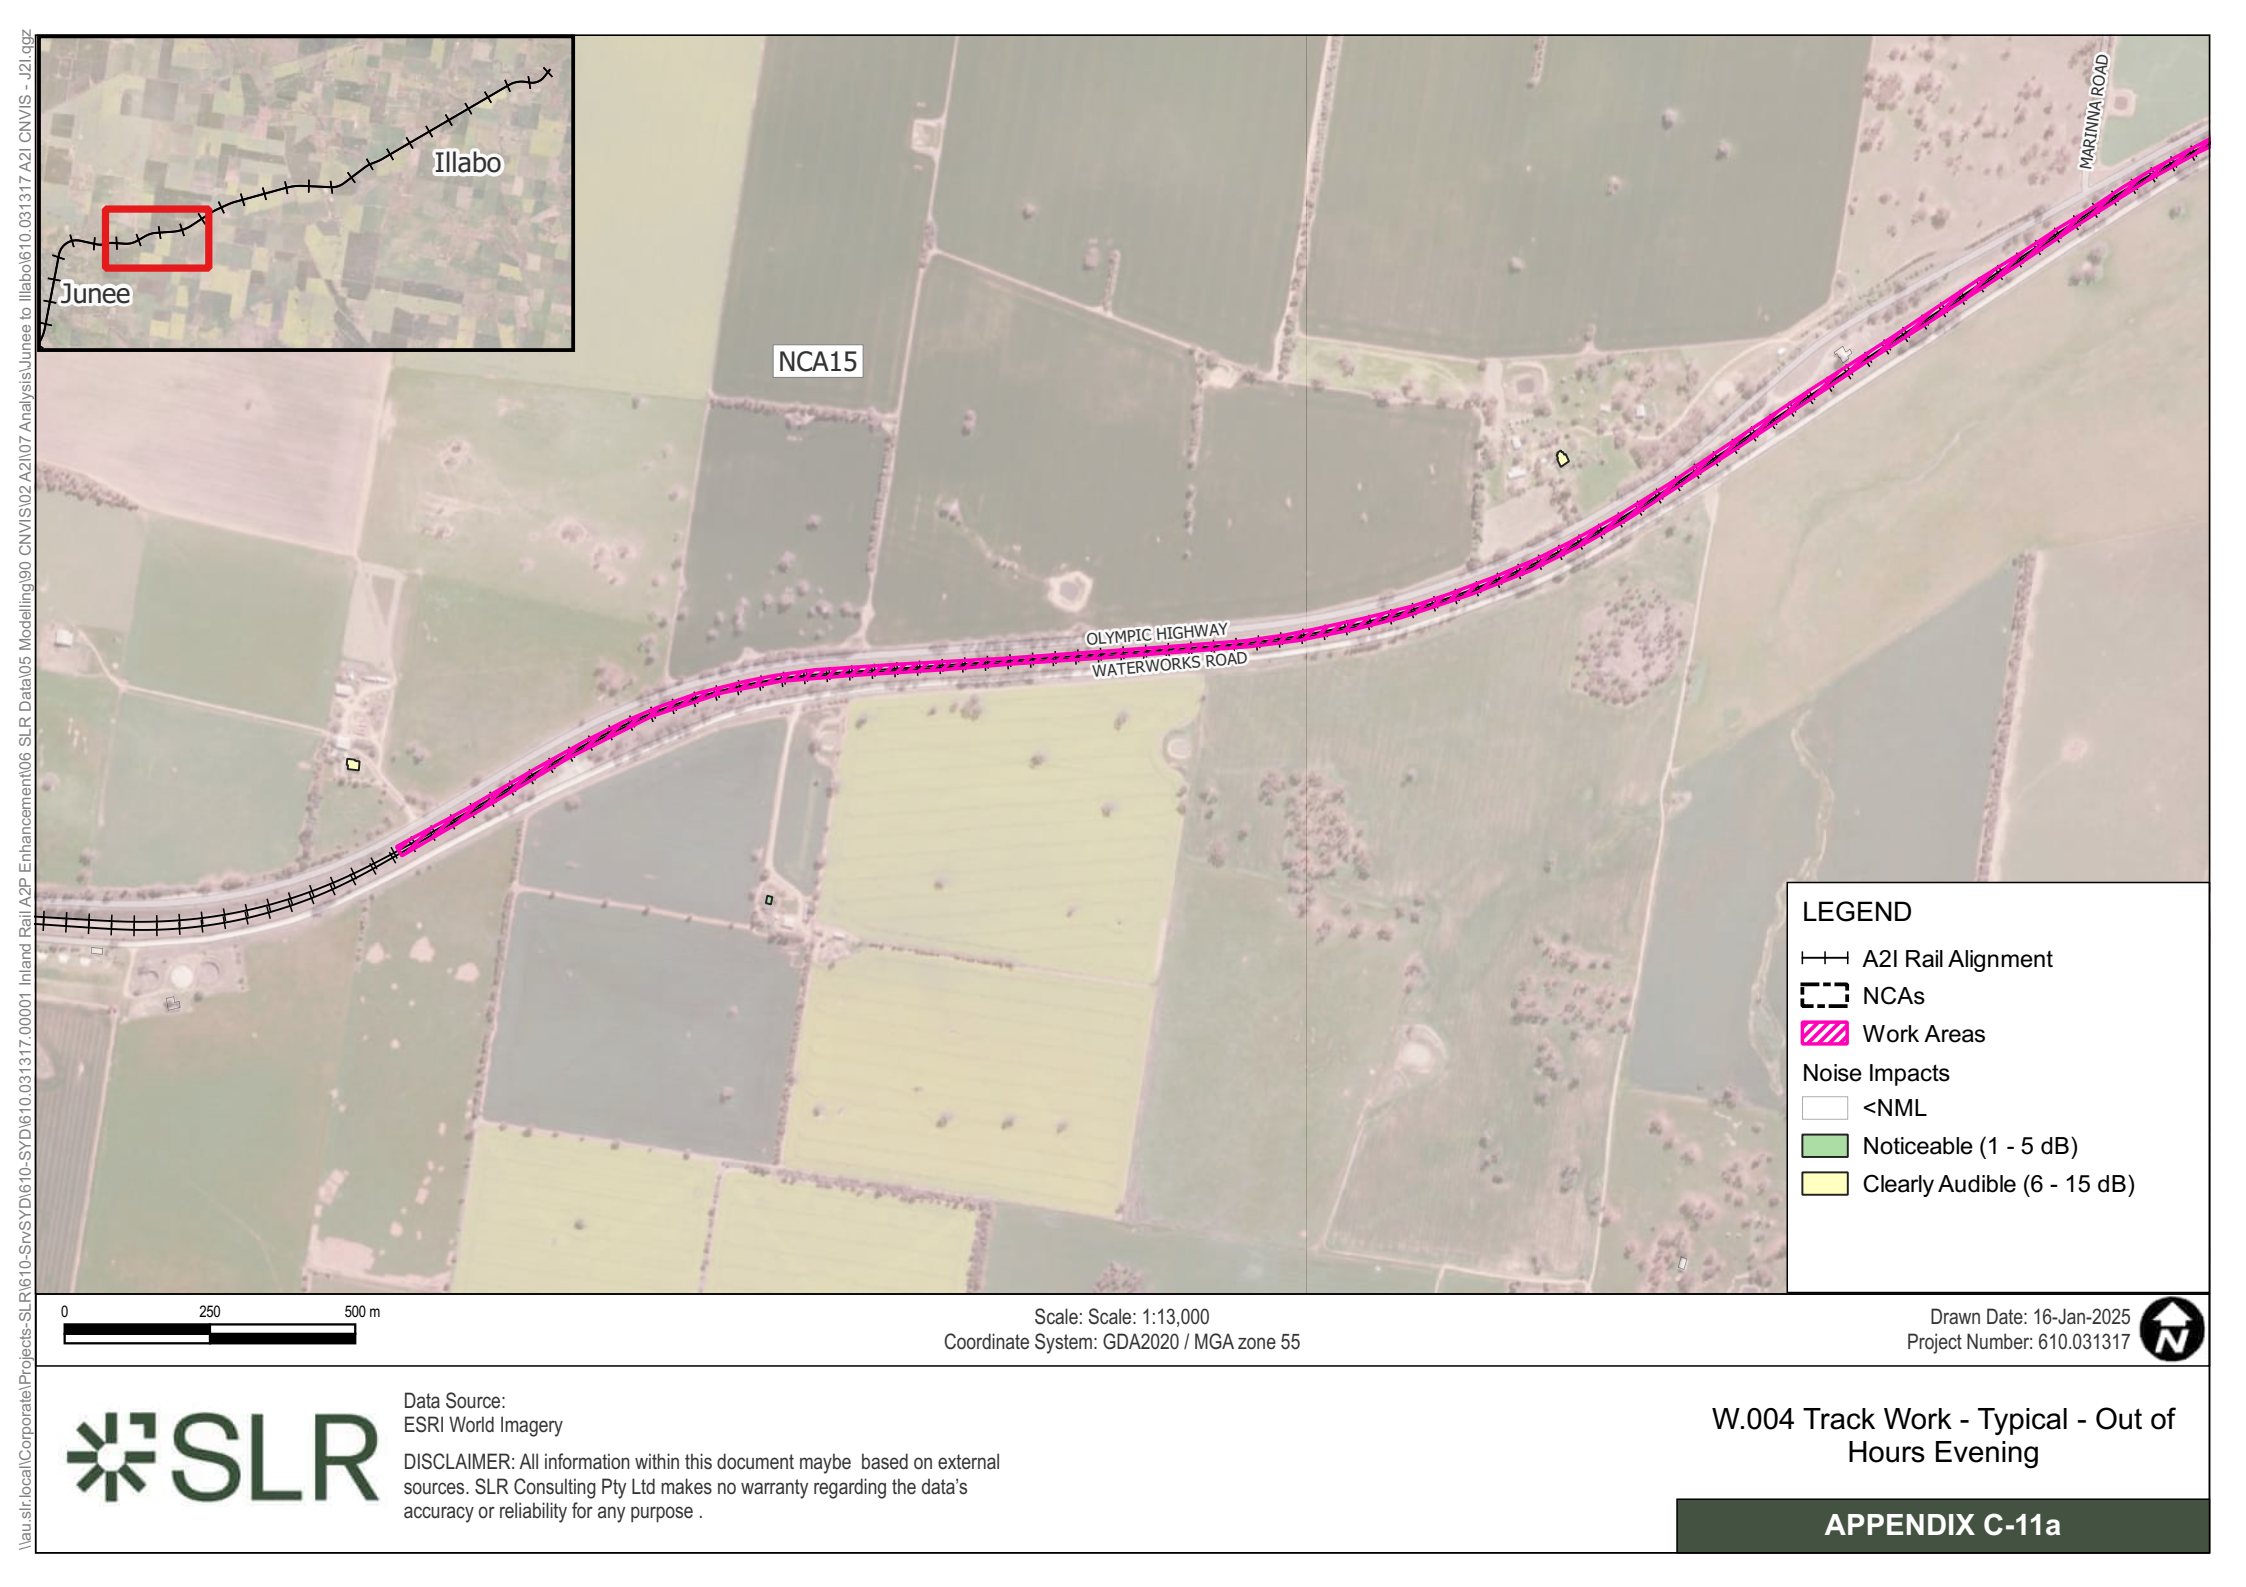 \\au.slr.local\Corporate\Projects-SLR\610-SrvSYD\610-SYD\610.031317.00001 Inland Rail A2P Enhancement\06 SLR Data\05 Modelling\90 CNVIS\02 A2I\07 Analysis\Junee to Illabo\610.031317 A2I CNVIS - J2I.qgz
Illabo
Junee
NCA15
MARINNA ROAD
OLYMPIC HIGHWAY
WATERWORKS ROAD
LEGEND
A2I Rail Alignment
NCAs
Work Areas
Noise Impacts
<NML
Noticeable (1 - 5 dB)
Clearly Audible (6 - 15 dB)
0 250 500 m
Scale: Scale: 1:13,000
Coordinate System: GDA2020 / MGA zone 55
Drawn Date: 16-Jan-2025
Project Number: 610.031317
N
SLR
Data Source:
ESRI World Imagery
DISCLAIMER: All information within this document maybe based on external
sources. SLR Consulting Pty Ltd makes no warranty regarding the data's
accuracy or reliability for any purpose .
W.004 Track Work - Typical - Out of
Hours Evening
APPENDIX C-11a